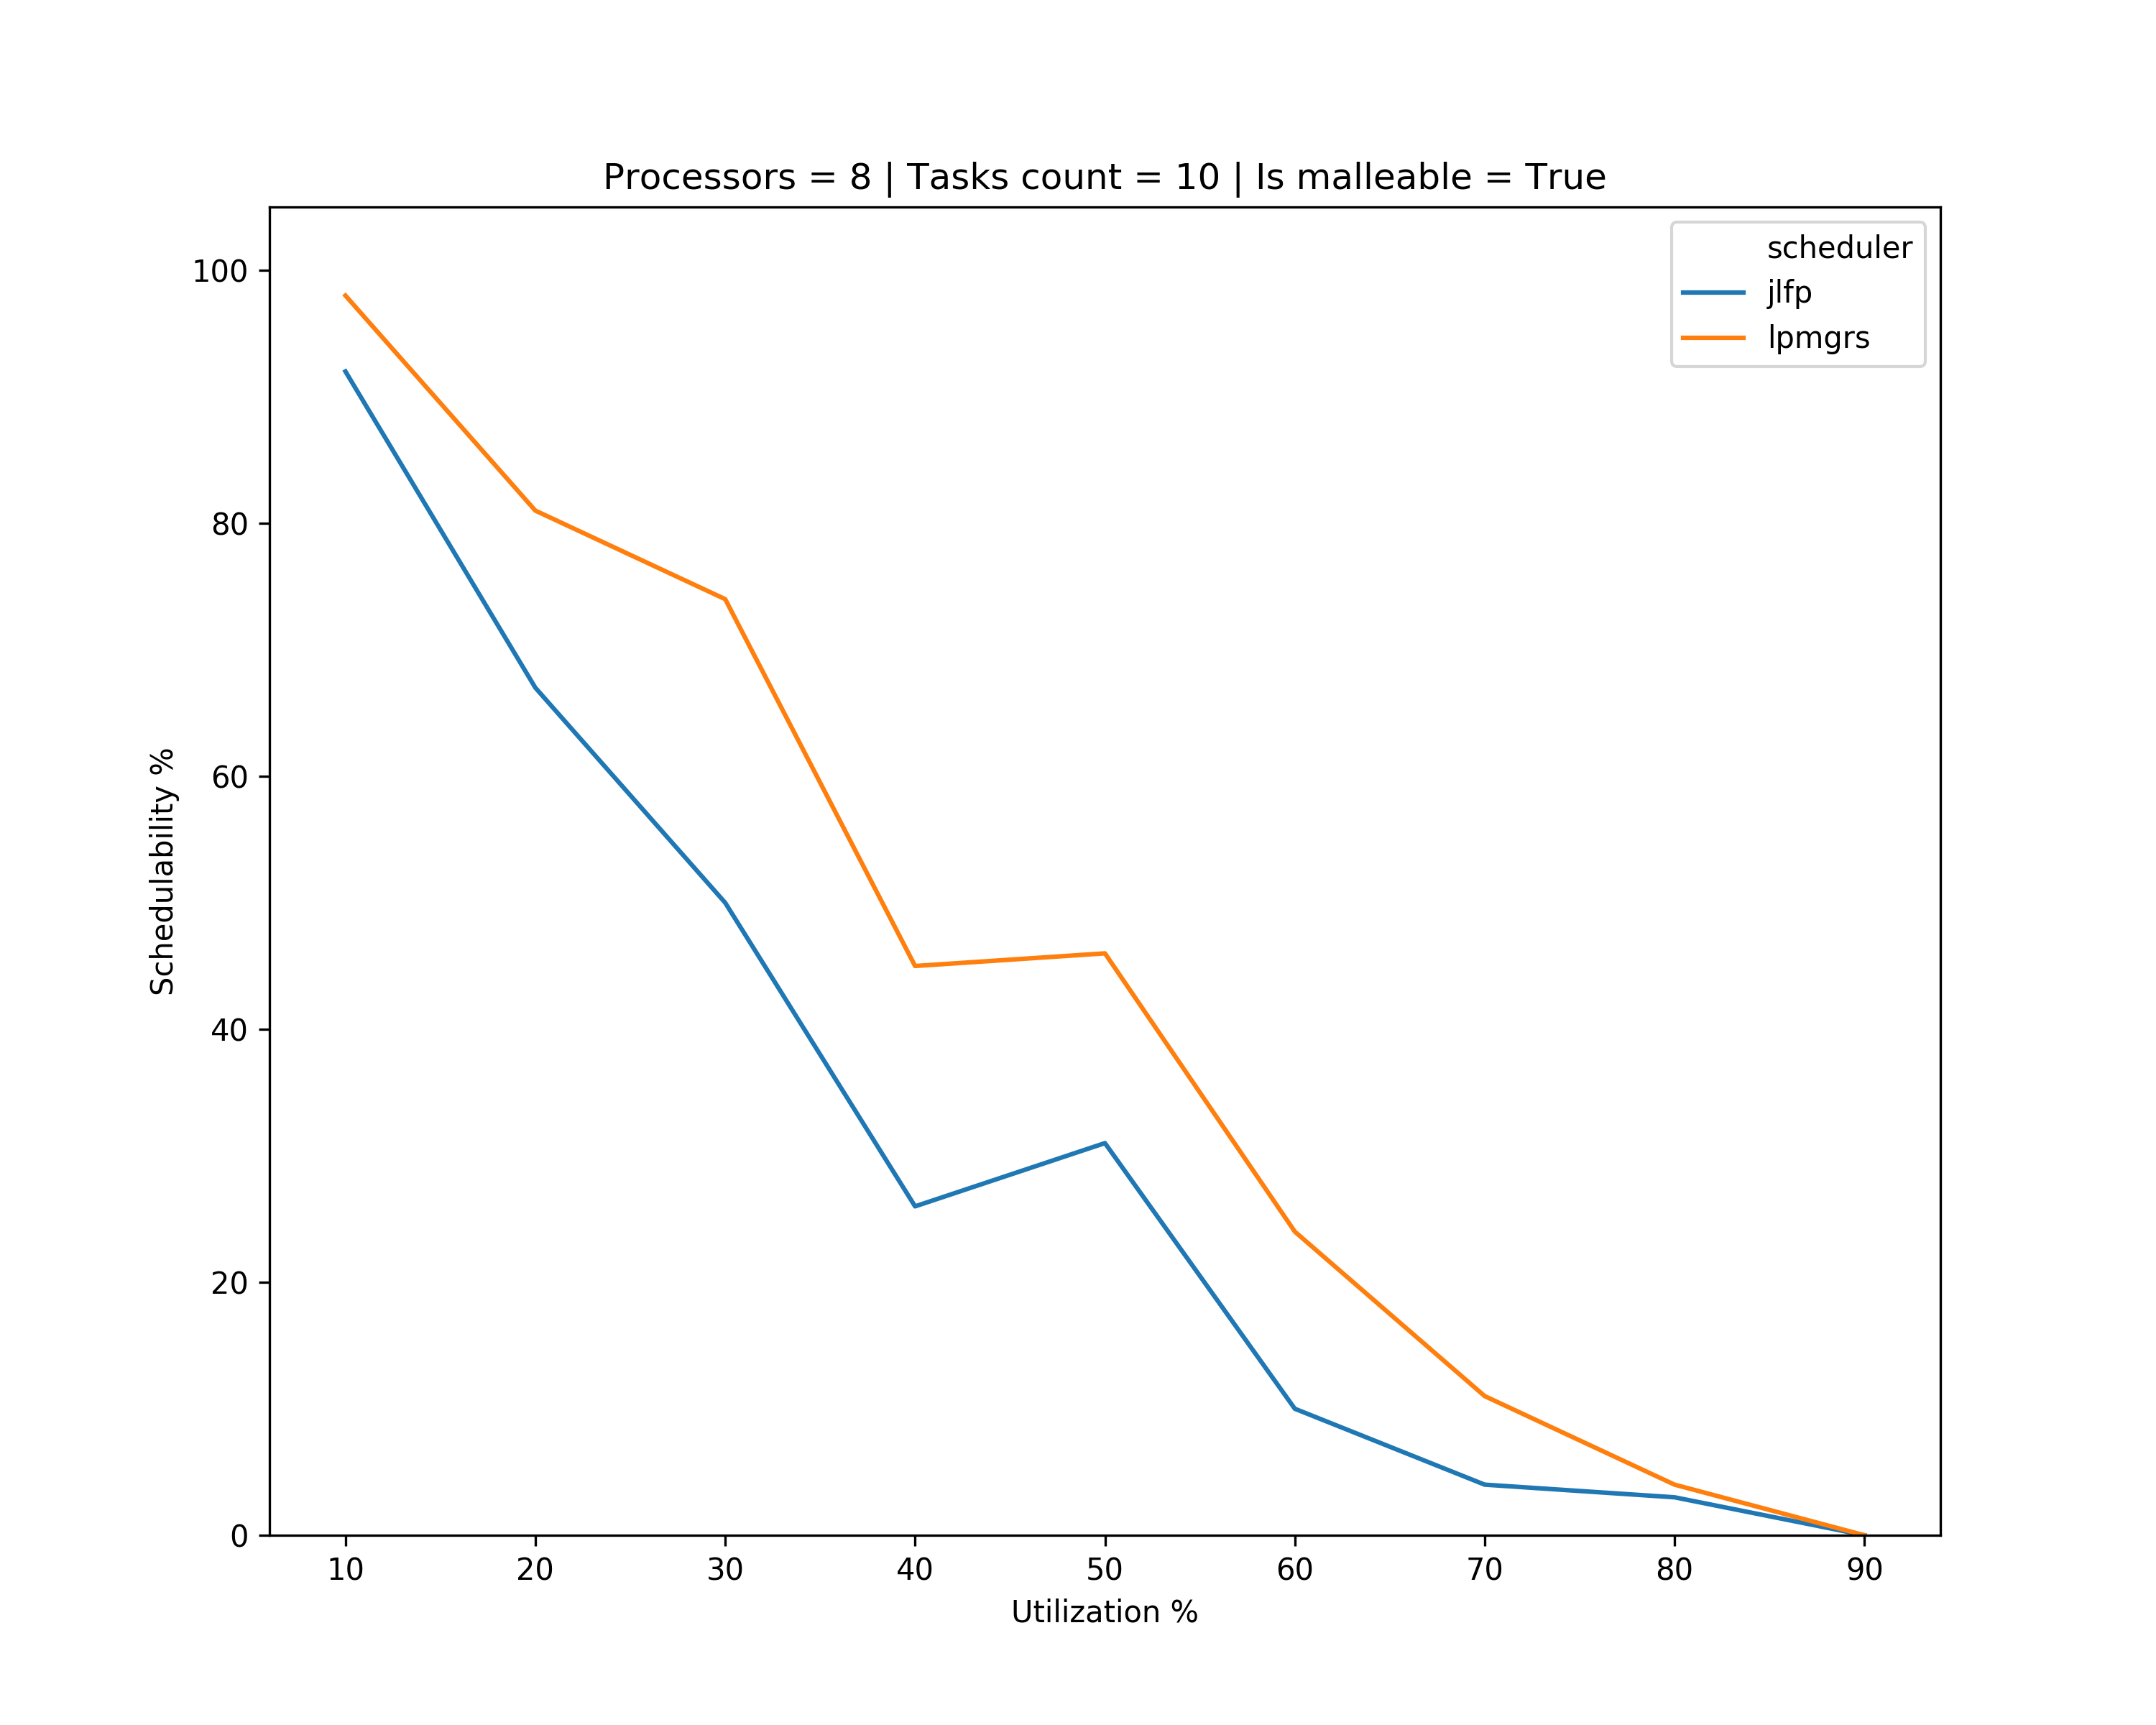 Processors = 8 | Tasks count = 10 | Is malleable = True
scheduler
jlfp
lpmgrs
Schedulability %
100
80
60
40
20
0
10 20 30 40 50 60 70 80 90
Utilization %